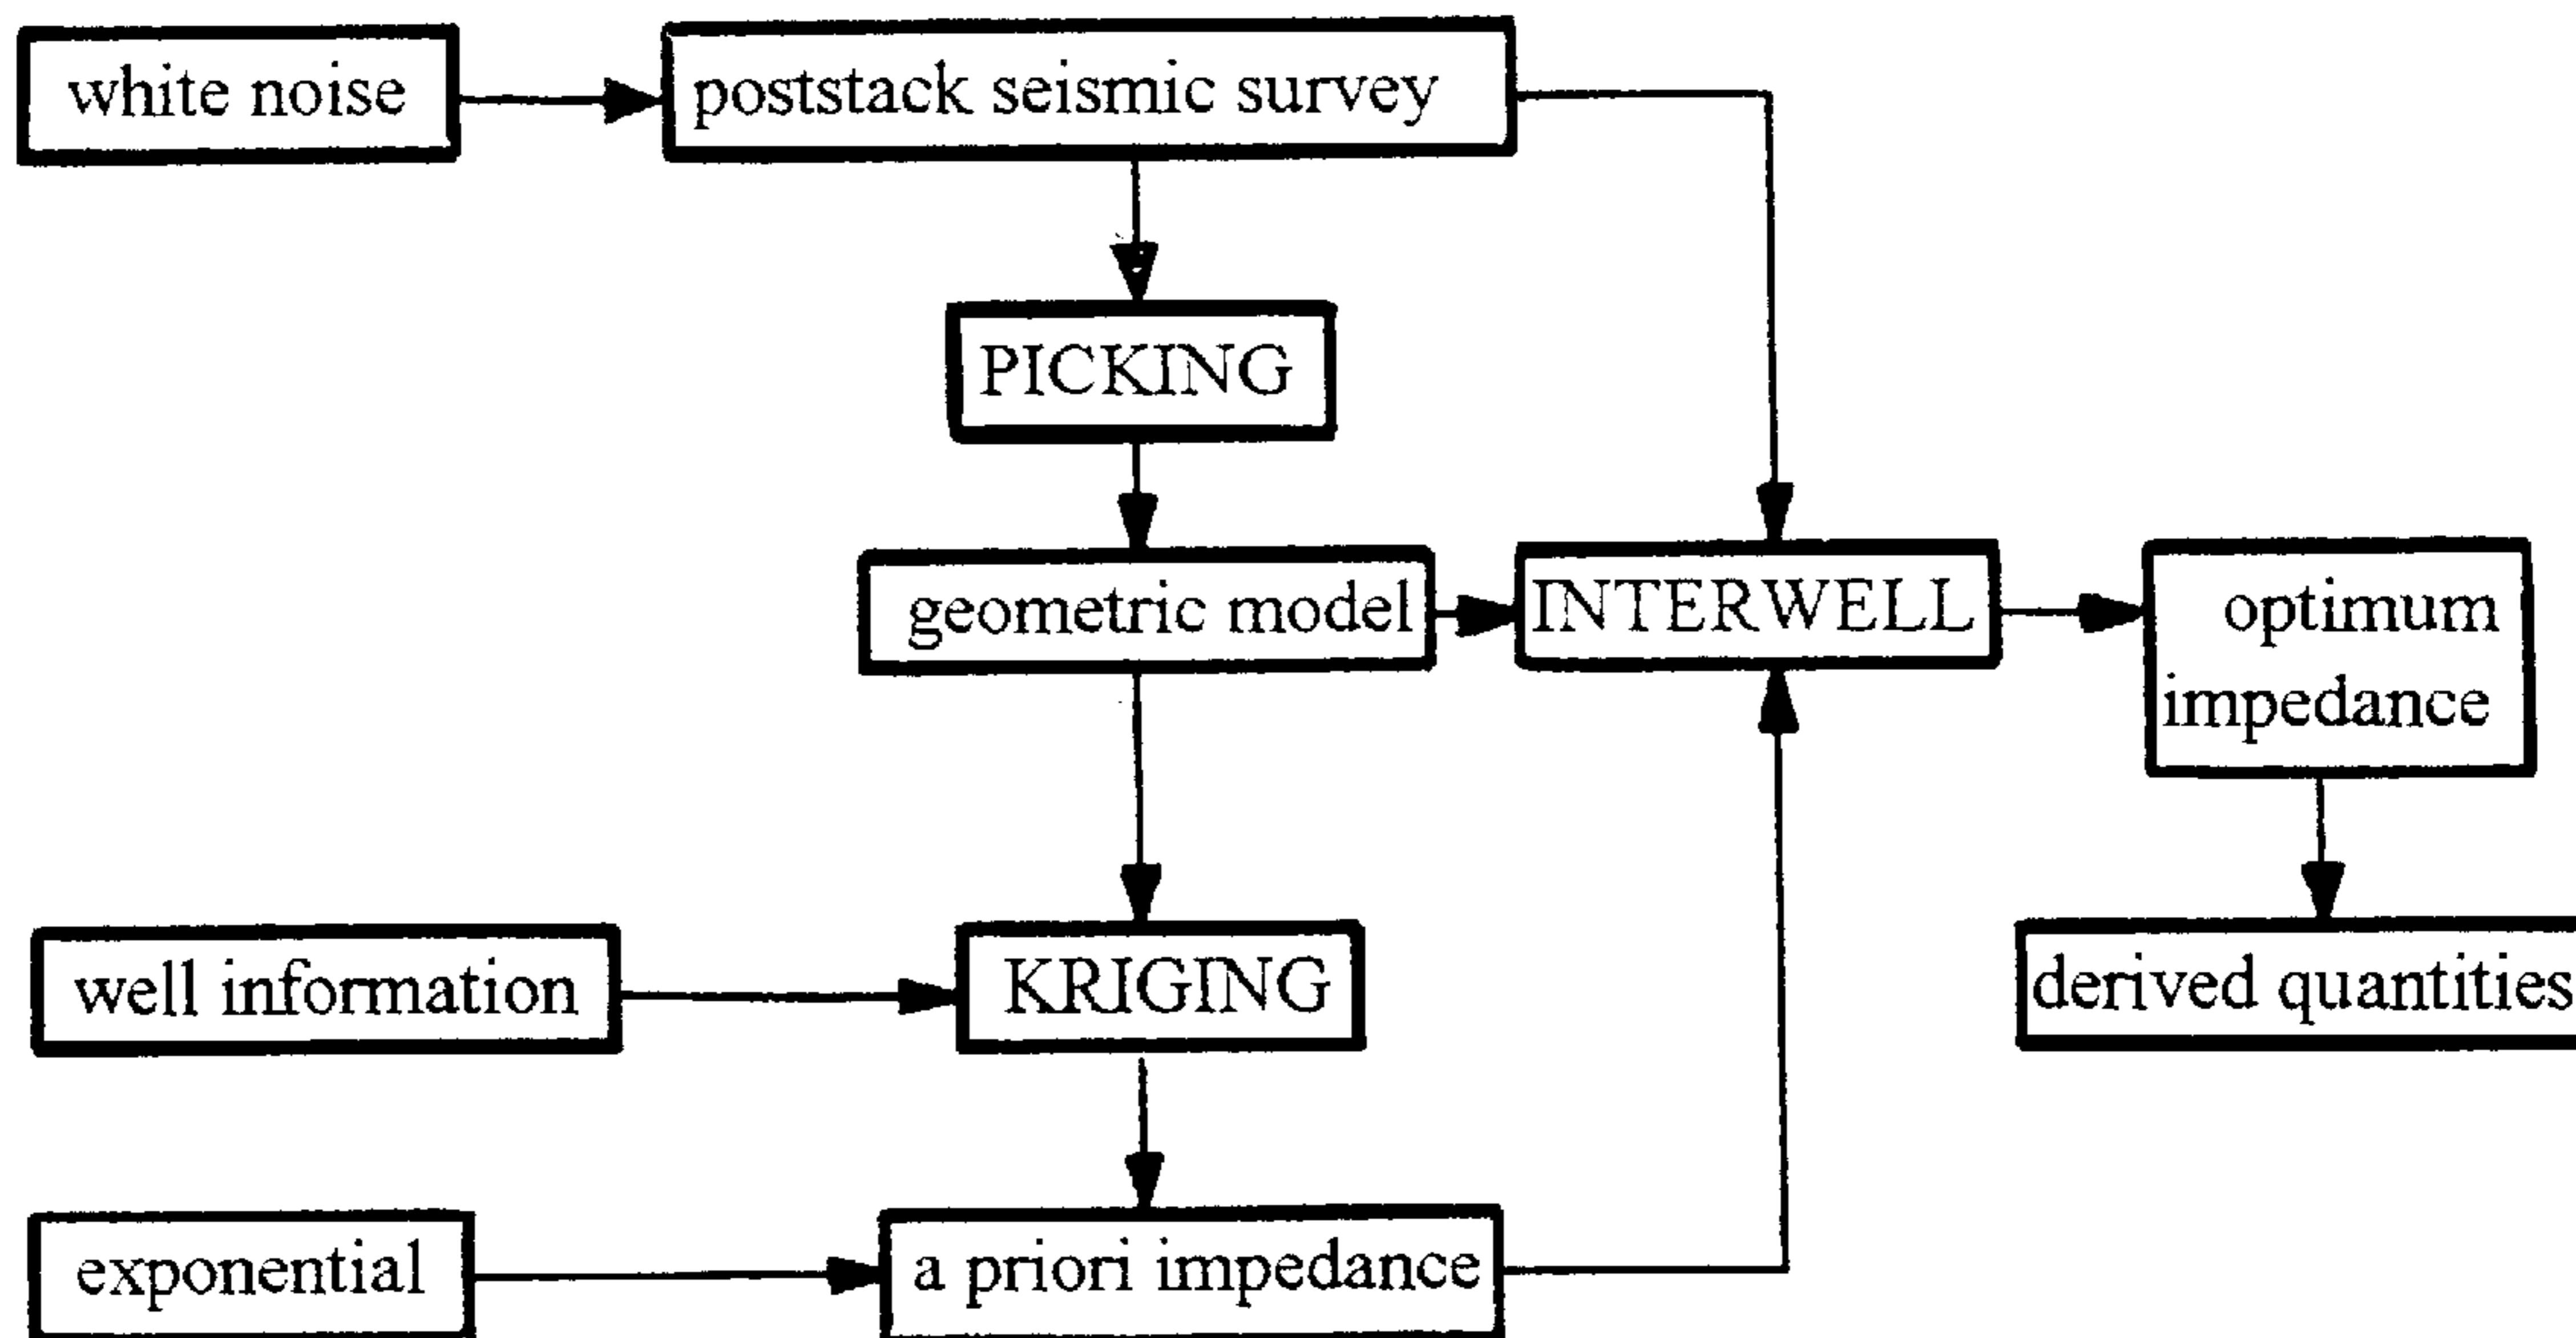 white noise
poststack seismic survey
PICKING
geometric model
INTERWELL
optimum
impedance
well information
KRIGING
derived quantities
exponential
a priori impedance